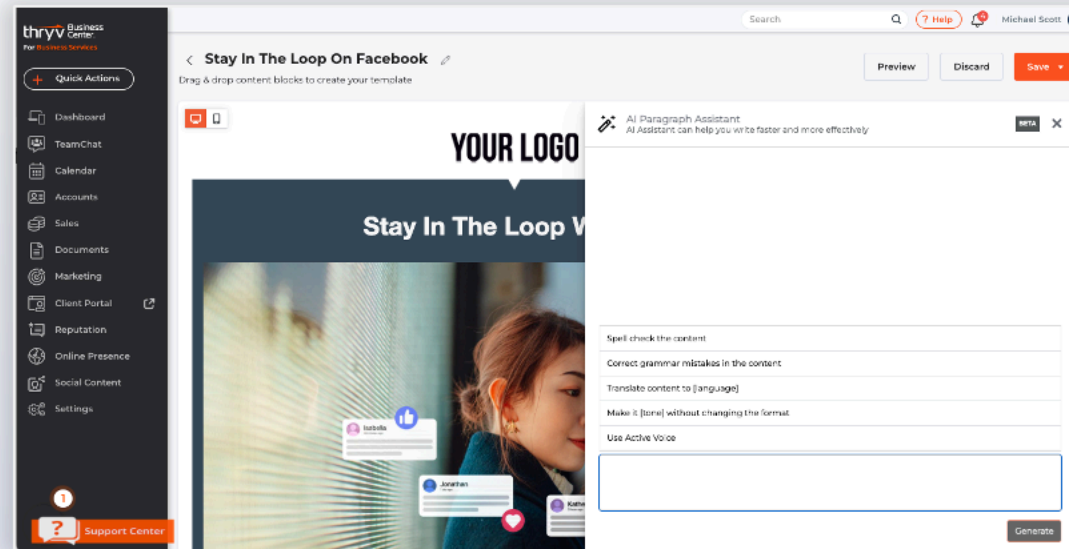 thryv Business Center.
For Business Services
Search
? Help
Michael Scott
+ Quick Actions
Dashboard
TeamChat
Calendar
Accounts
Sales
Documents
Marketing
Client Portal
Reputation
Online Presence
Social Content
Settings
1
? Support Center
Stay In The Loop On Facebook
Drag & drop content blocks to create your template
Preview
Discard
Save
YOUR LOGO
Stay In The Loop W
Isabella
Jonathan
Kathe
AI Paragraph Assistant
AI Assistant can help you write faster and more effectively
BETA
Spell check the content
Correct grammar mistakes in the content
Translate content to [language]
Make it [tone] without changing the format
Use Active Voice
Generate